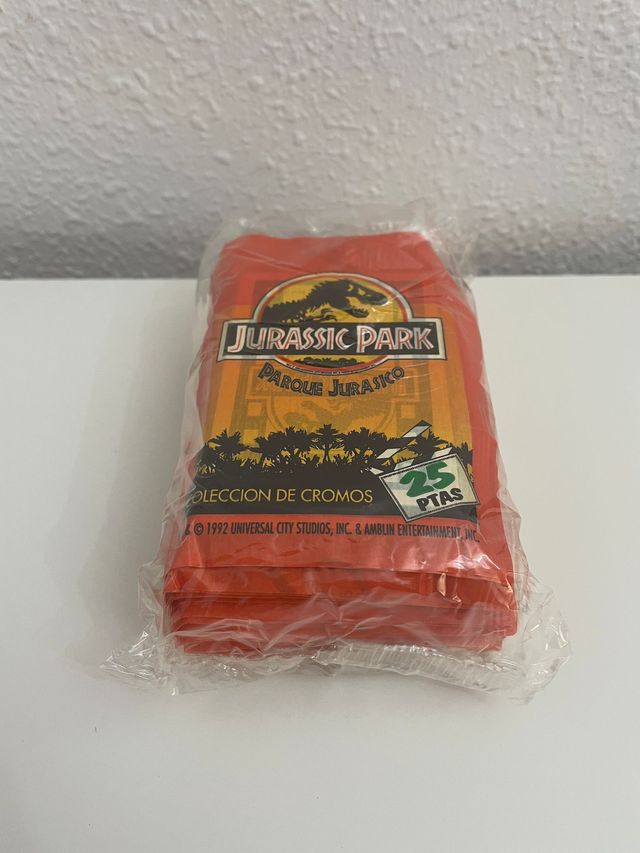 JURASSIC PARK
PARQUE JURASICO
OLECCION DE CROMOS
25
PTAS
& © 1992 UNIVERSAL CITY STUDIOS, INC. & AMBLIN ENTERTAINMENT, INC.